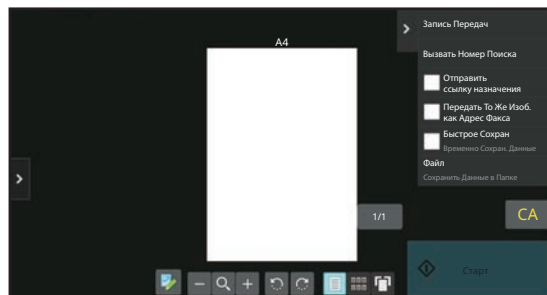 A4
Запись Передач
Вызвать Номер Поиска
Отправить
ссылку назначения
Передать То Же Изоб.
как Адрес Факса
Быстрое Сохран
Временно Сохран. Данные
Файл
Сохранить Данные в Папке
1/1
CA
Старт